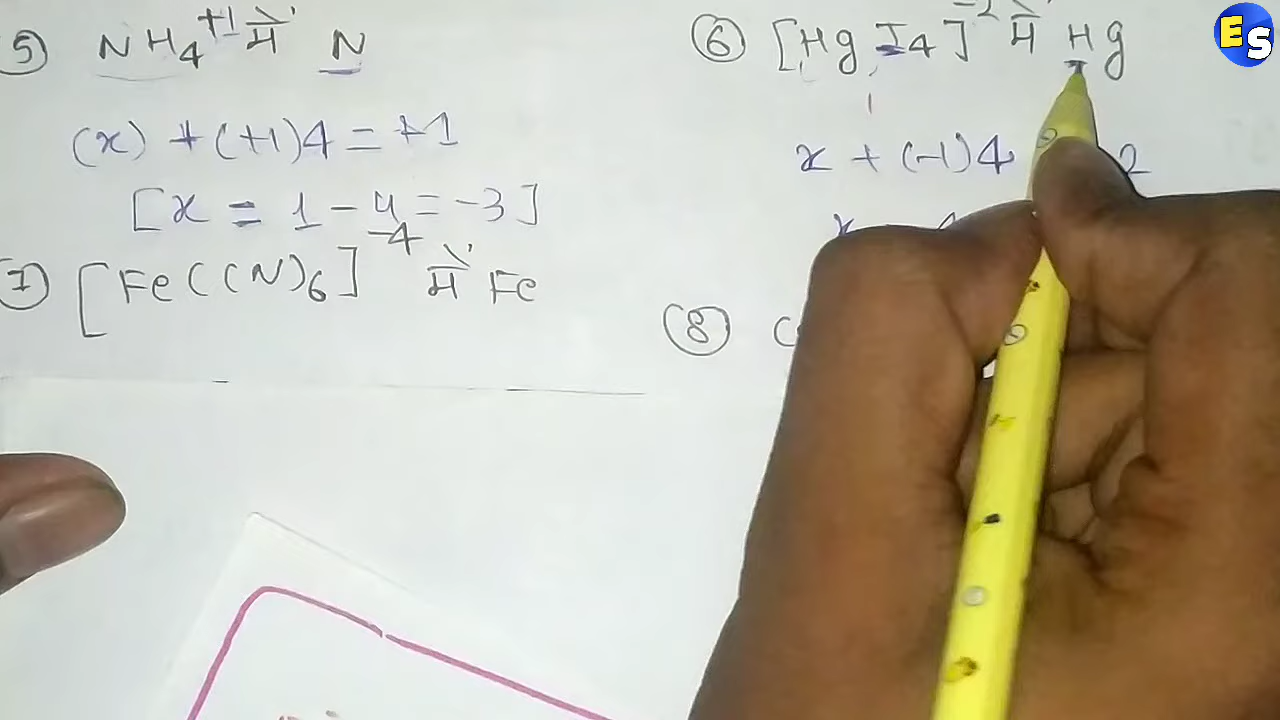 ⑤ NH₄⁺¹ में N
(x) + (+1)4 = +1
[x = 1 - 4 = -3]
⑦ [Fe(CN)₆]⁻⁴ में Fe
⑥ [HgI₄]⁻² में Hg
x + (-1)4 2
x
⑧ C
ES